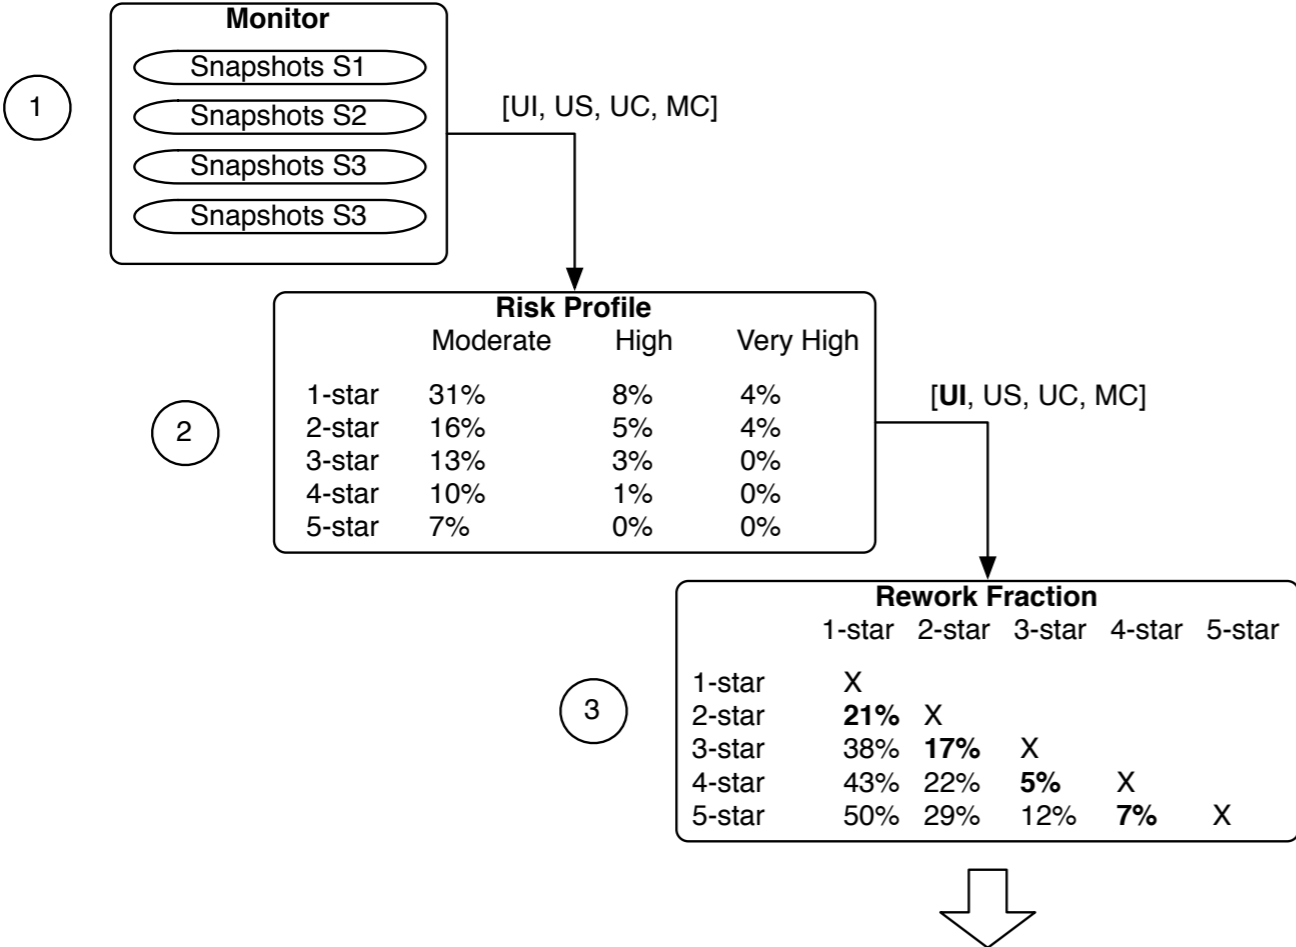 Monitor
Snapshots S1
1
[UI, US, UC, MC]
Snapshots S2
Snapshots S3
Snapshots S3
Risk Profile
Moderate High Very High
1-star 31% 8% 4%
[UI, US, UC, MC]
2-star 16% 5% 4%
2
3-star 13% 3% 0%
4-star 10% 1% 0%
5-star 7% 0% 0%
Rework Fraction
1-star 2-star 3-star 4-star 5-star
1-star X
2-star 21% X
3
3-star 38% 17% X
4-star 43% 22% 5% X
5-star 50% 29% 12% 7% X